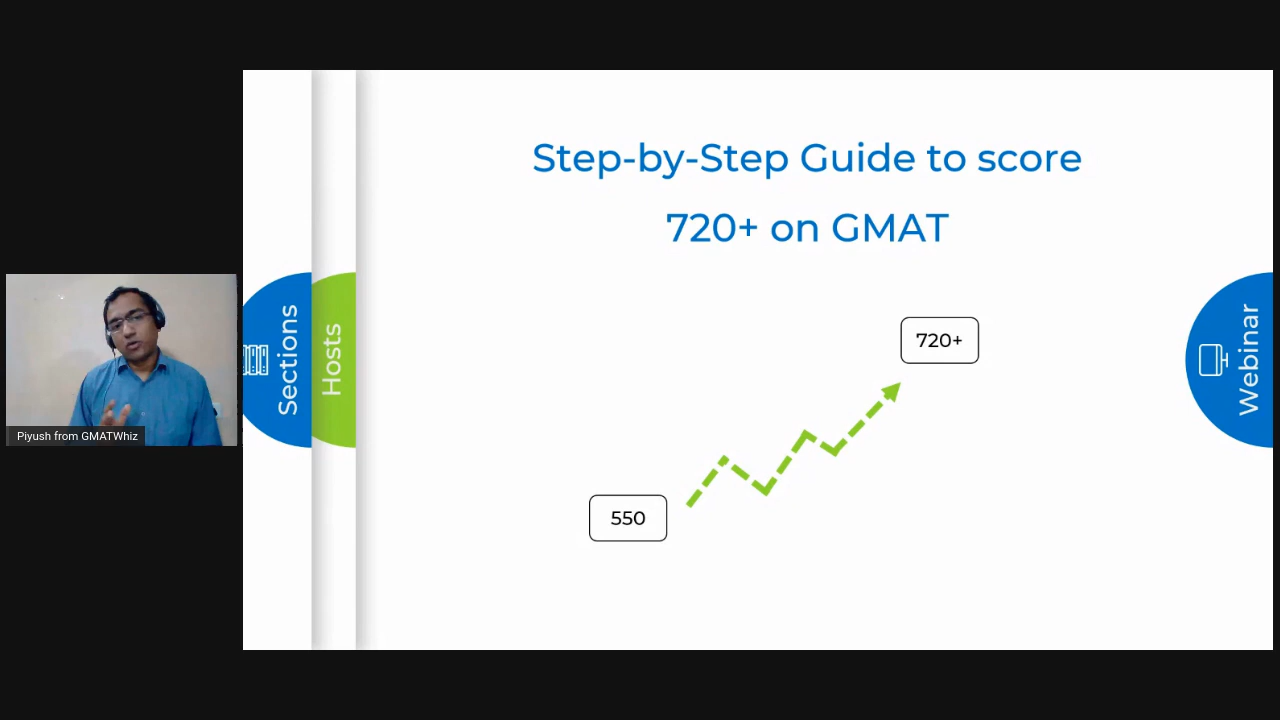 Step-by-Step Guide to score
720+ on GMAT
720+
550
Sections
Hosts
Webinar
Piyush from GMATWhiz